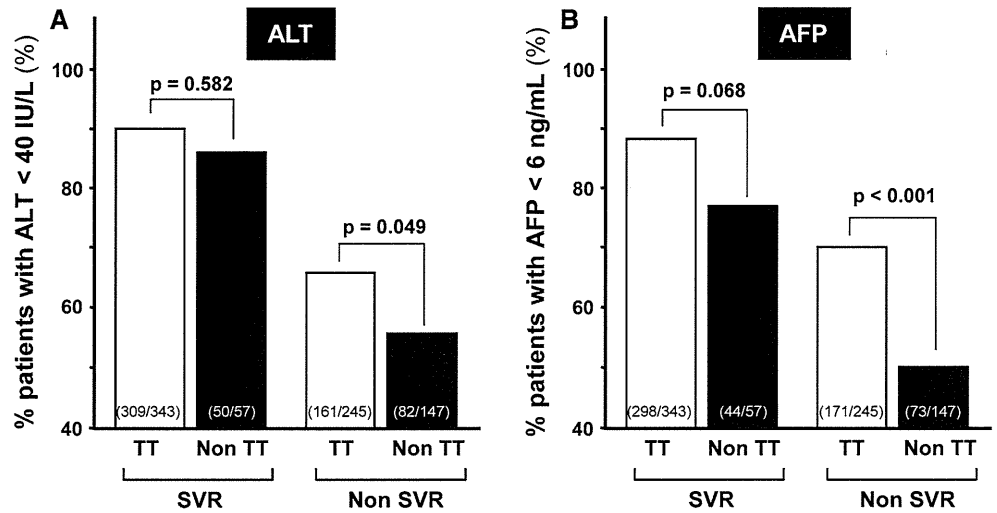 A
ALT
% patients with ALT < 40 IU/L (%)
100
80
60
40
p = 0.582
p = 0.049
(309/343)
(50/57)
(161/245)
(82/147)
TT
Non TT
TT
Non TT
SVR
Non SVR
B
AFP
% patients with AFP < 6 ng/mL (%)
100
80
60
40
p = 0.068
p < 0.001
(298/343)
(44/57)
(171/245)
(73/147)
TT
Non TT
TT
Non TT
SVR
Non SVR